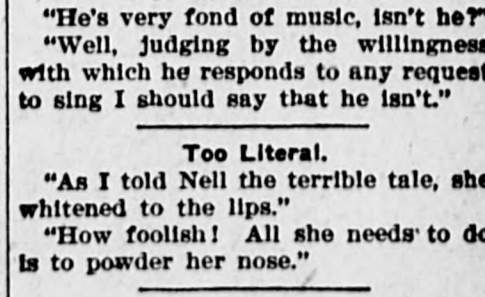 "He's very fond of music, isn't he?"
"Well, judging by the willingness
with which he responds to any request
to sing I should say that he isn't."
Too Literal.
"As I told Nell the terrible tale, she
whitened to the lips."
"How foolish! All she needs to do
is to powder her nose."